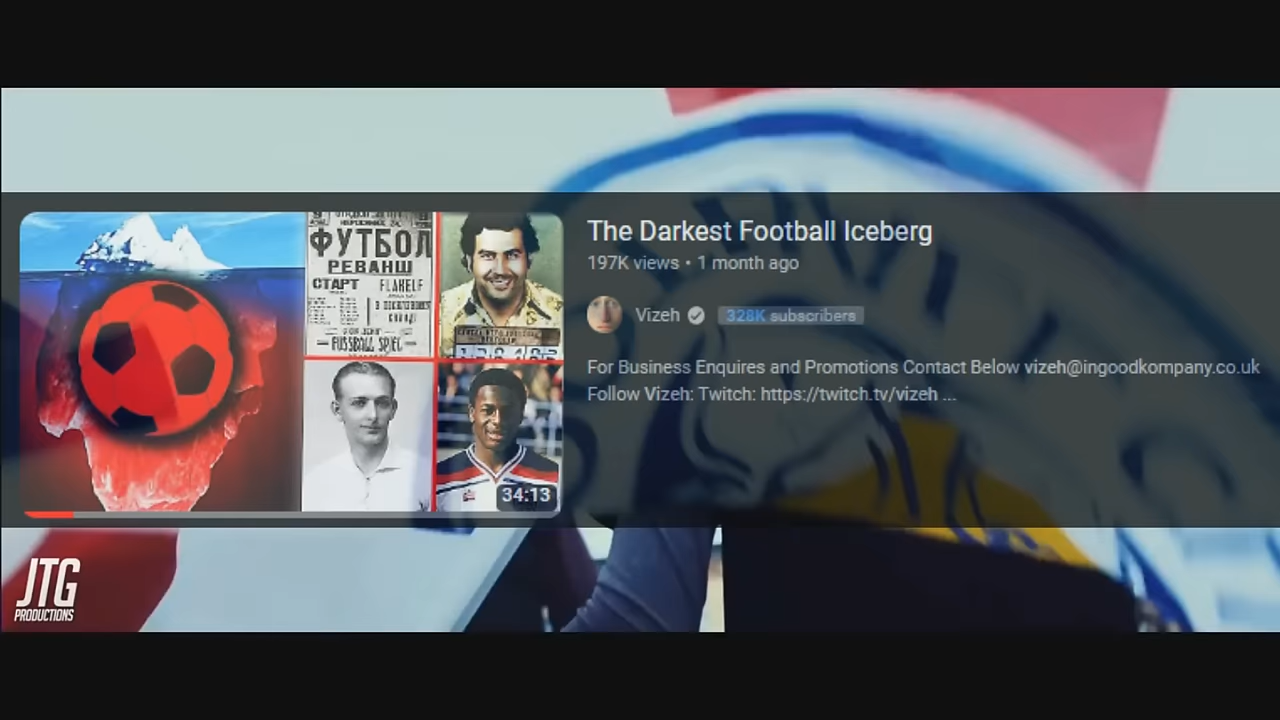 ФУТБОЛ
РЕВАНШ
СТАРТ FLAKELF
FUSSBALL SPIEL
34:13
The Darkest Football Iceberg
197K views • 1 month ago
Vizeh
328K subscribers
For Business Enquires and Promotions Contact Below vizeh@ingoodkompany.co.uk
Follow Vizeh: Twitch: https://twitch.tv/vizeh ...
JTG
PRODUCTIONS